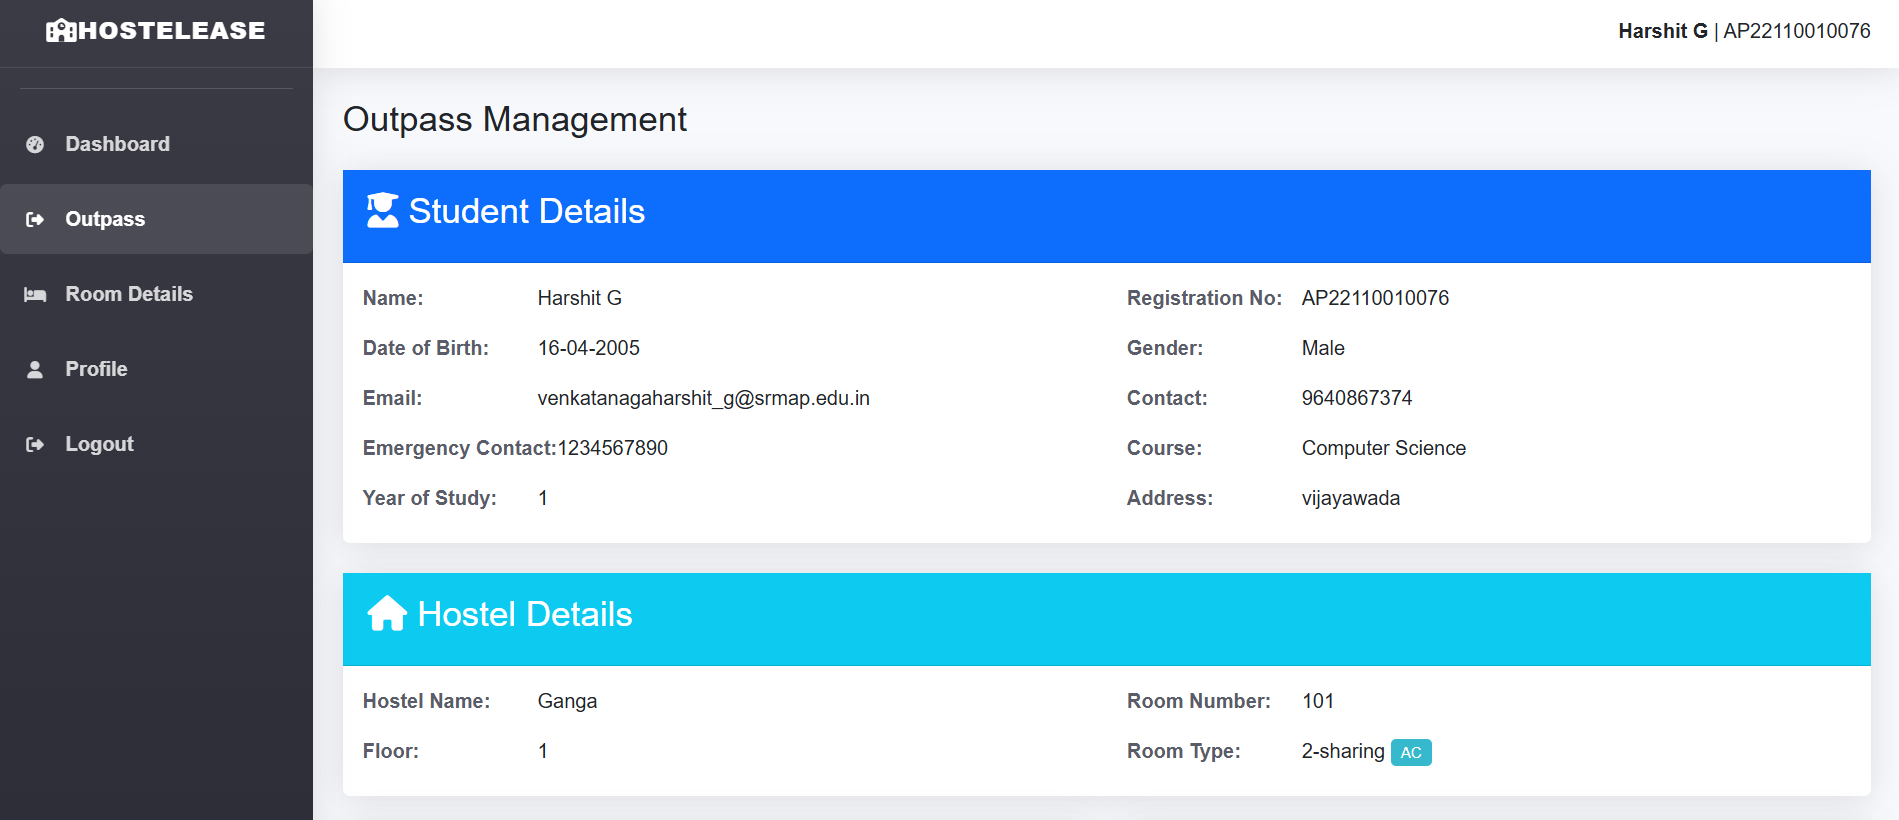 HOSTELEASE
Harshit G | AP22110010076
Dashboard
Outpass
Room Details
Profile
Logout
Outpass Management
Student Details
Name: Harshit G Registration No: AP22110010076
Date of Birth: 16-04-2005 Gender: Male
Email: venkatanagaharshit_g@srmap.edu.in Contact: 9640867374
Emergency Contact:1234567890 Course: Computer Science
Year of Study: 1 Address: vijayawada
Hostel Details
Hostel Name: Ganga Room Number: 101
Floor: 1 Room Type: 2-sharing AC